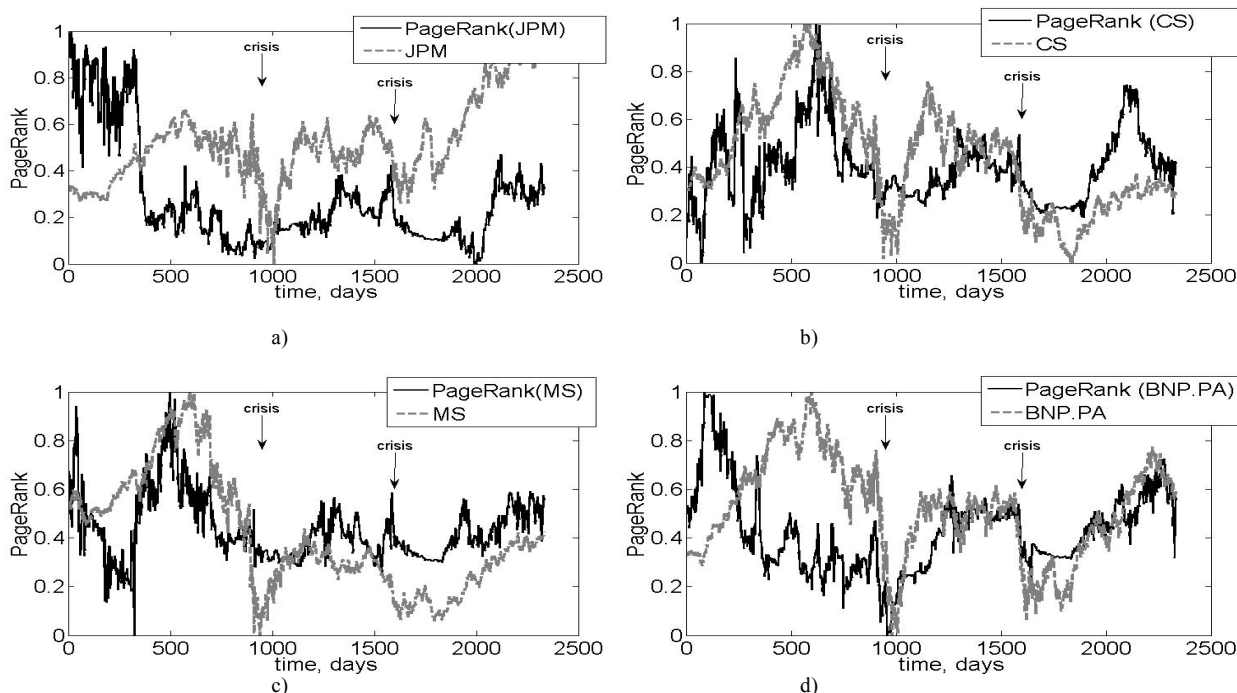 a)
PageRank(JPM)
JPM
crisis
crisis
PageRank
1
0.8
0.6
0.4
0.2
0
0 500 1000 1500 2000 2500
time, days
b)
PageRank (CS)
CS
crisis
crisis
PageRank
1
0.8
0.6
0.4
0.2
0
0 500 1000 1500 2000 2500
time, days
a) b)
PageRank(MS)
MS
crisis
crisis
PageRank
1
0.8
0.6
0.4
0.2
0
0 500 1000 1500 2000 2500
time, days
c)
PageRank (BNP.PA)
BNP.PA
crisis
crisis
PageRank
1
0.8
0.6
0.4
0.2
0
0 500 1000 1500 2000 2500
time, days
d)